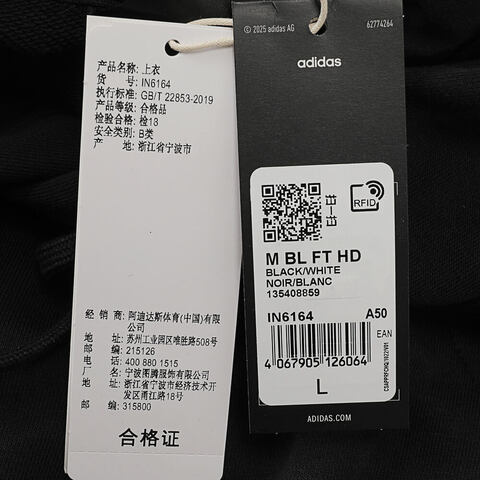 产品名称: 上衣
货 号: IN6164
执行标准: GB/T 22853-2019
产品等级: 合格品
检验合格: 检13
安全类别: B类
产 地: 浙江省宁波市
经 销 商: 阿迪达斯体育(中国)有限公司
地 址: 苏州工业园区唯胜路508号
邮 编: 215126
电 话: 400 880 1515
厂 名: 宁波图腾服饰有限公司
地 址: 浙江省宁波市经济技术开发区甬江路18号
邮 编: 315800
合格证
© 2025 adidas AG
62774264
adidas
RFID
M BL FT HD
BLACK/WHITE
NOIR/BLANC
135408859
IN6164 A50
EAN
4 067905 126064
L
ADIDAS.COM